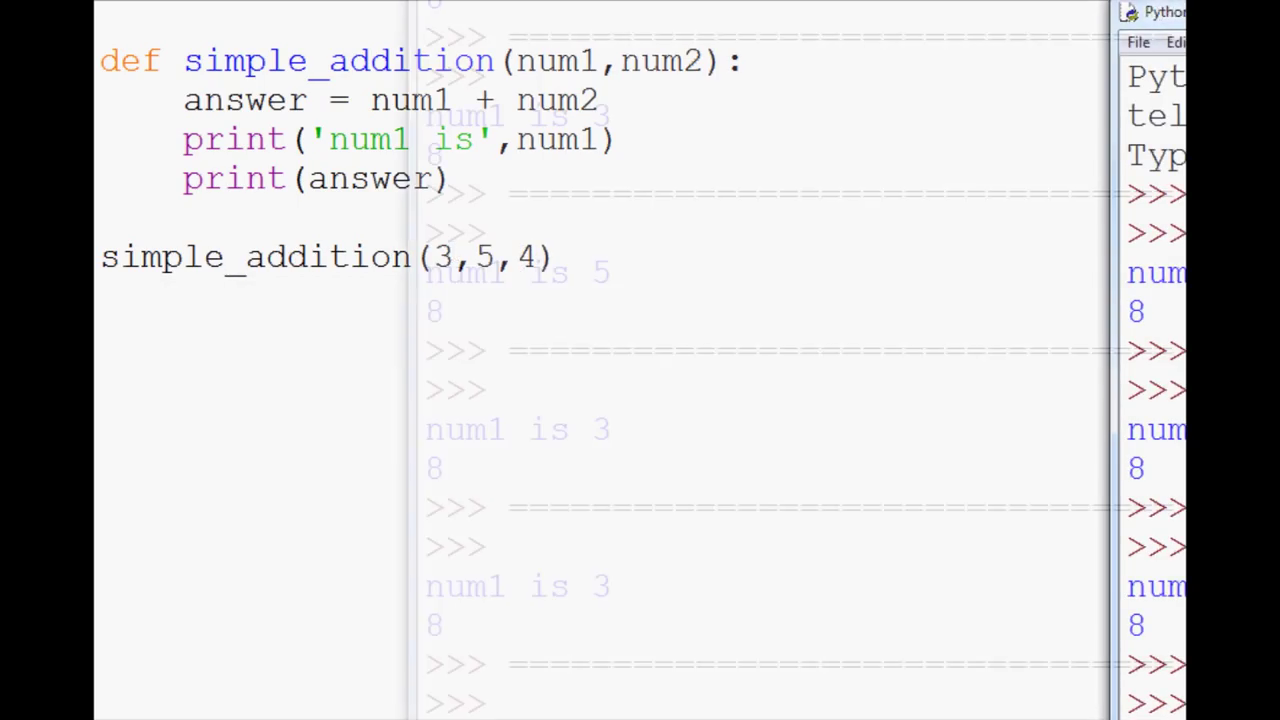 def simple_addition(num1,num2):
    answer = num1 + num2
    print('num1 is',num1)
    print(answer)
simple_addition(3,5,4)
8
>>> ================================
>>>
num1 is 3
8
>>> ================================
>>>
num1 is 5
8
>>> ================================
>>>
num1 is 3
8
>>> ================================
>>>
num1 is 3
8
>>> ================================
>>>
Python
File Edi
Pyt
tel
Typ
>>>
>>>
num
8
>>>
>>>
num
8
>>>
>>>
num
8
>>>
>>>